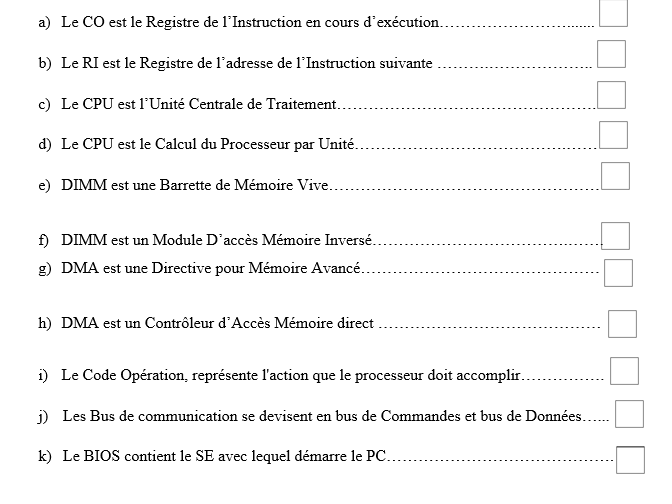 a) Le CO est le Registre de l’Instruction en cours d’exécution…………………………......
b) Le RI est le Registre de l’adresse de l’Instruction suivante ………………………….
c) Le CPU est l’Unité Centrale de Traitement……………………………………………
d) Le CPU est le Calcul du Processeur par Unité…………………………………………
e) DIMM est une Barrette de Mémoire Vive………………………………………………
f) DIMM est un Module D’accès Mémoire Inversé………………………………………
g) DMA est une Directive pour Mémoire Avancé…………………………………………
h) DMA est un Contrôleur d’Accès Mémoire direct ………………………………………
i) Le Code Opération, représente l'action que le processeur doit accomplir………………
j) Les Bus de communication se devisent en bus de Commandes et bus de Données…...
k) Le BIOS contient le SE avec lequel démarre le PC………………………………………